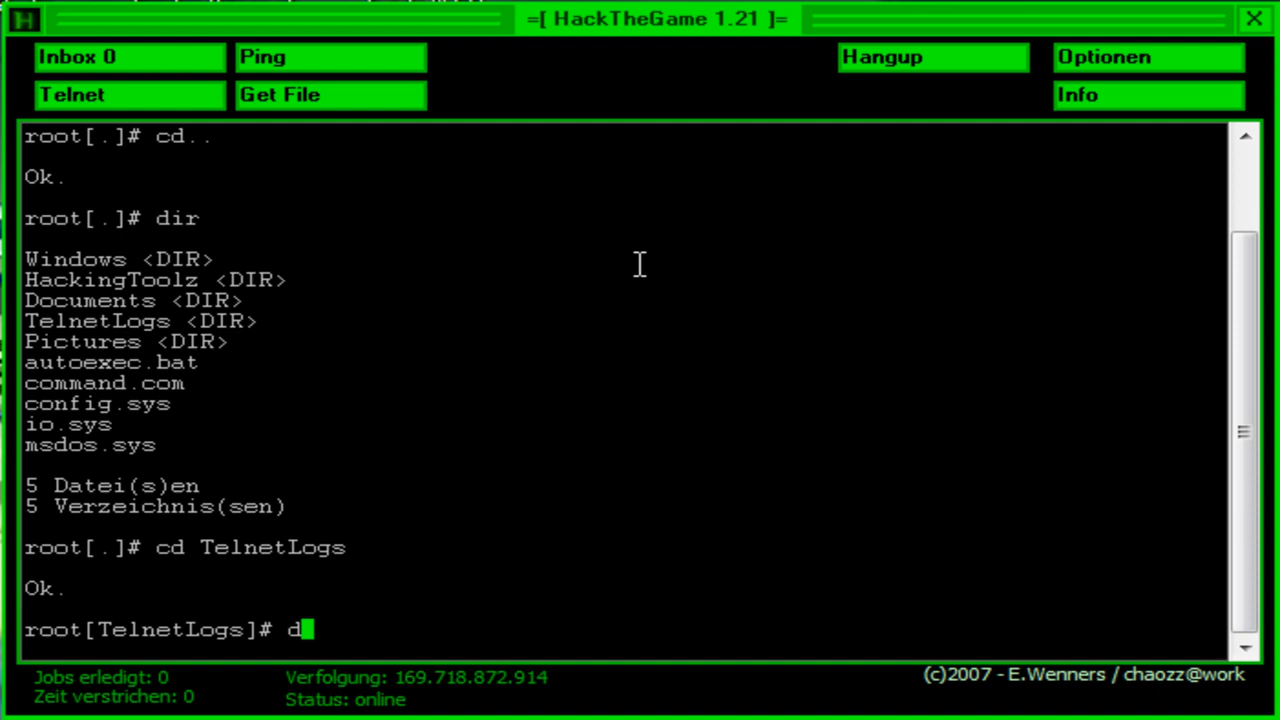 =[ HackTheGame 1.21 ]=
Inbox 0
Ping
Hangup
Optionen
Telnet
Get File
Info
root[.]# cd..
Ok.
root[.]# dir
Windows <DIR>
HackingToolz <DIR>
Documents <DIR>
TelnetLogs <DIR>
Pictures <DIR>
autoexec.bat
command.com
config.sys
io.sys
msdos.sys
5 Datei(s)en
5 Verzeichnis(sen)
root[.]# cd TelnetLogs
Ok.
root[TelnetLogs]# d
Jobs erledigt: 0
Verfolgung: 169.718.872.914
(c)2007 - E.Wenners / chaozz@work
Zeit verstrichen: 0
Status: online